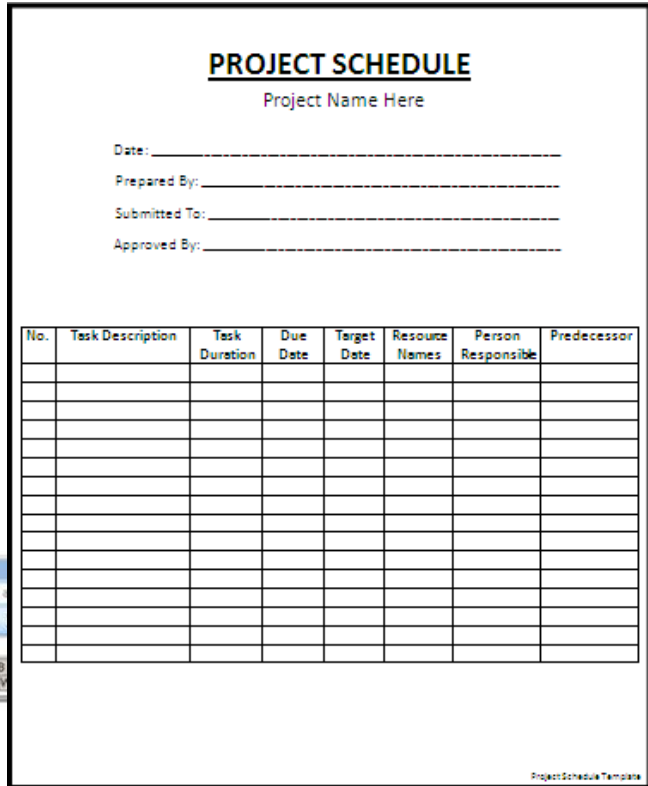 PROJECT SCHEDULE
Project Name Here
Date:
Prepared By:
Submitted To:
Approved By:
No. Task Description Task Duration Due Date Target Date Resource Names Person Responsible Predecessor
Project Schedule Template